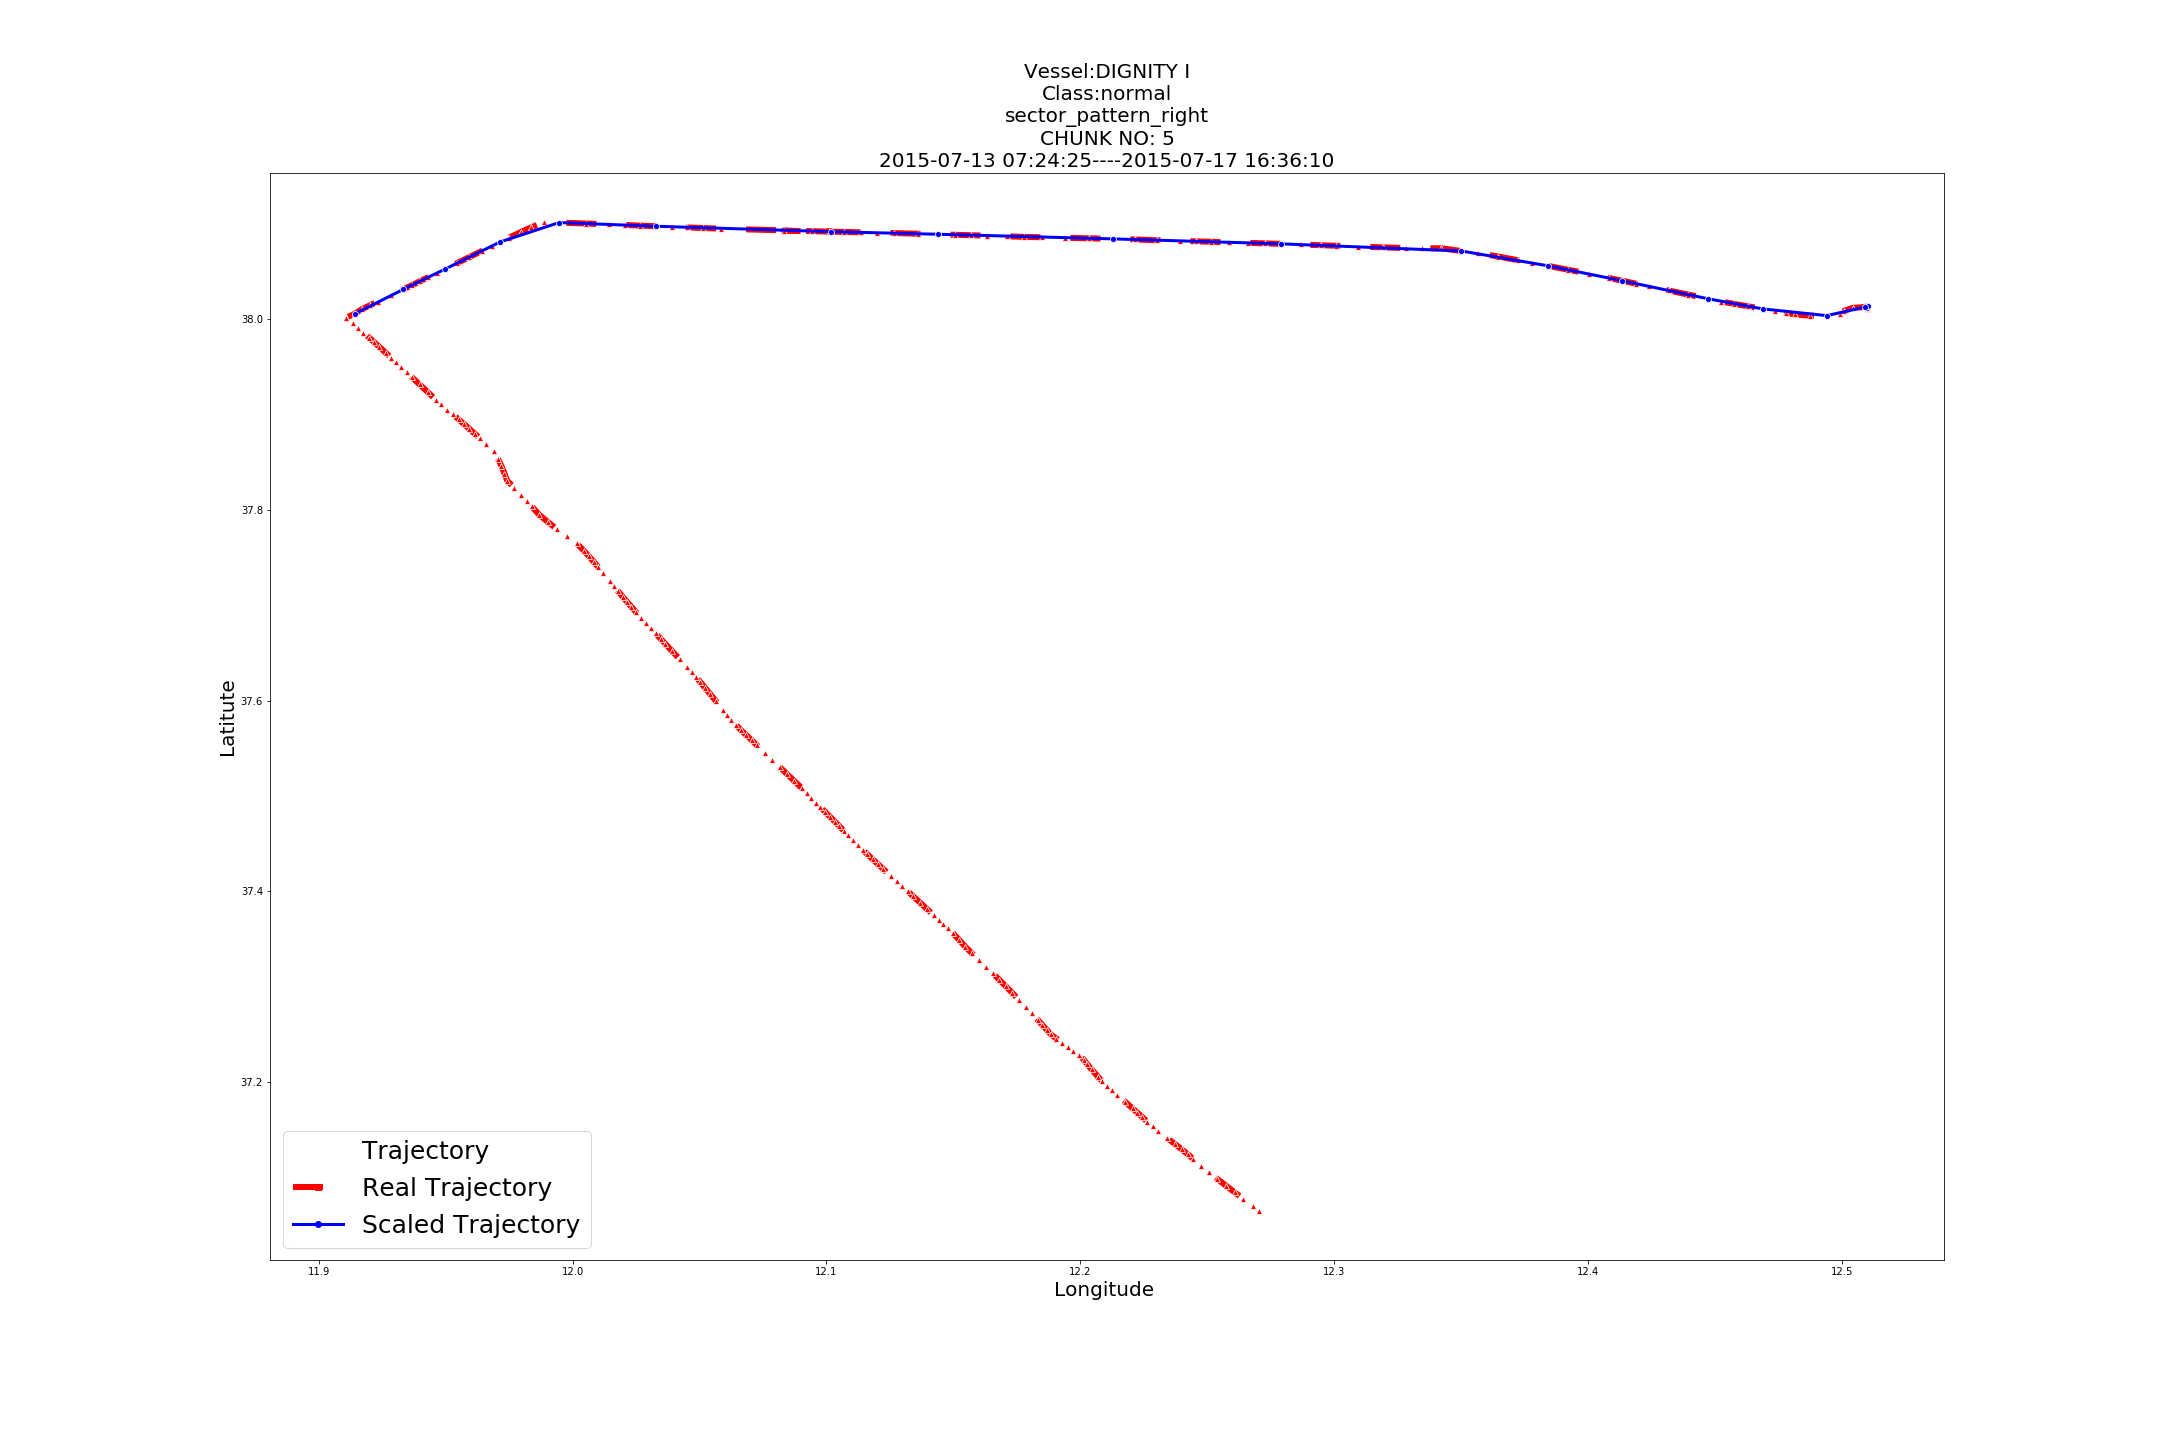 Vessel:DIGNITY I
Class:normal
sector_pattern_right
CHUNK NO: 5
2015-07-13 07:24:25----2015-07-17 16:36:10
38.0
37.8
37.6
37.4
37.2
Latitute
Trajectory
Real Trajectory
Scaled Trajectory
11.9 12.0 12.1 12.2 12.3 12.4 12.5
Longitude